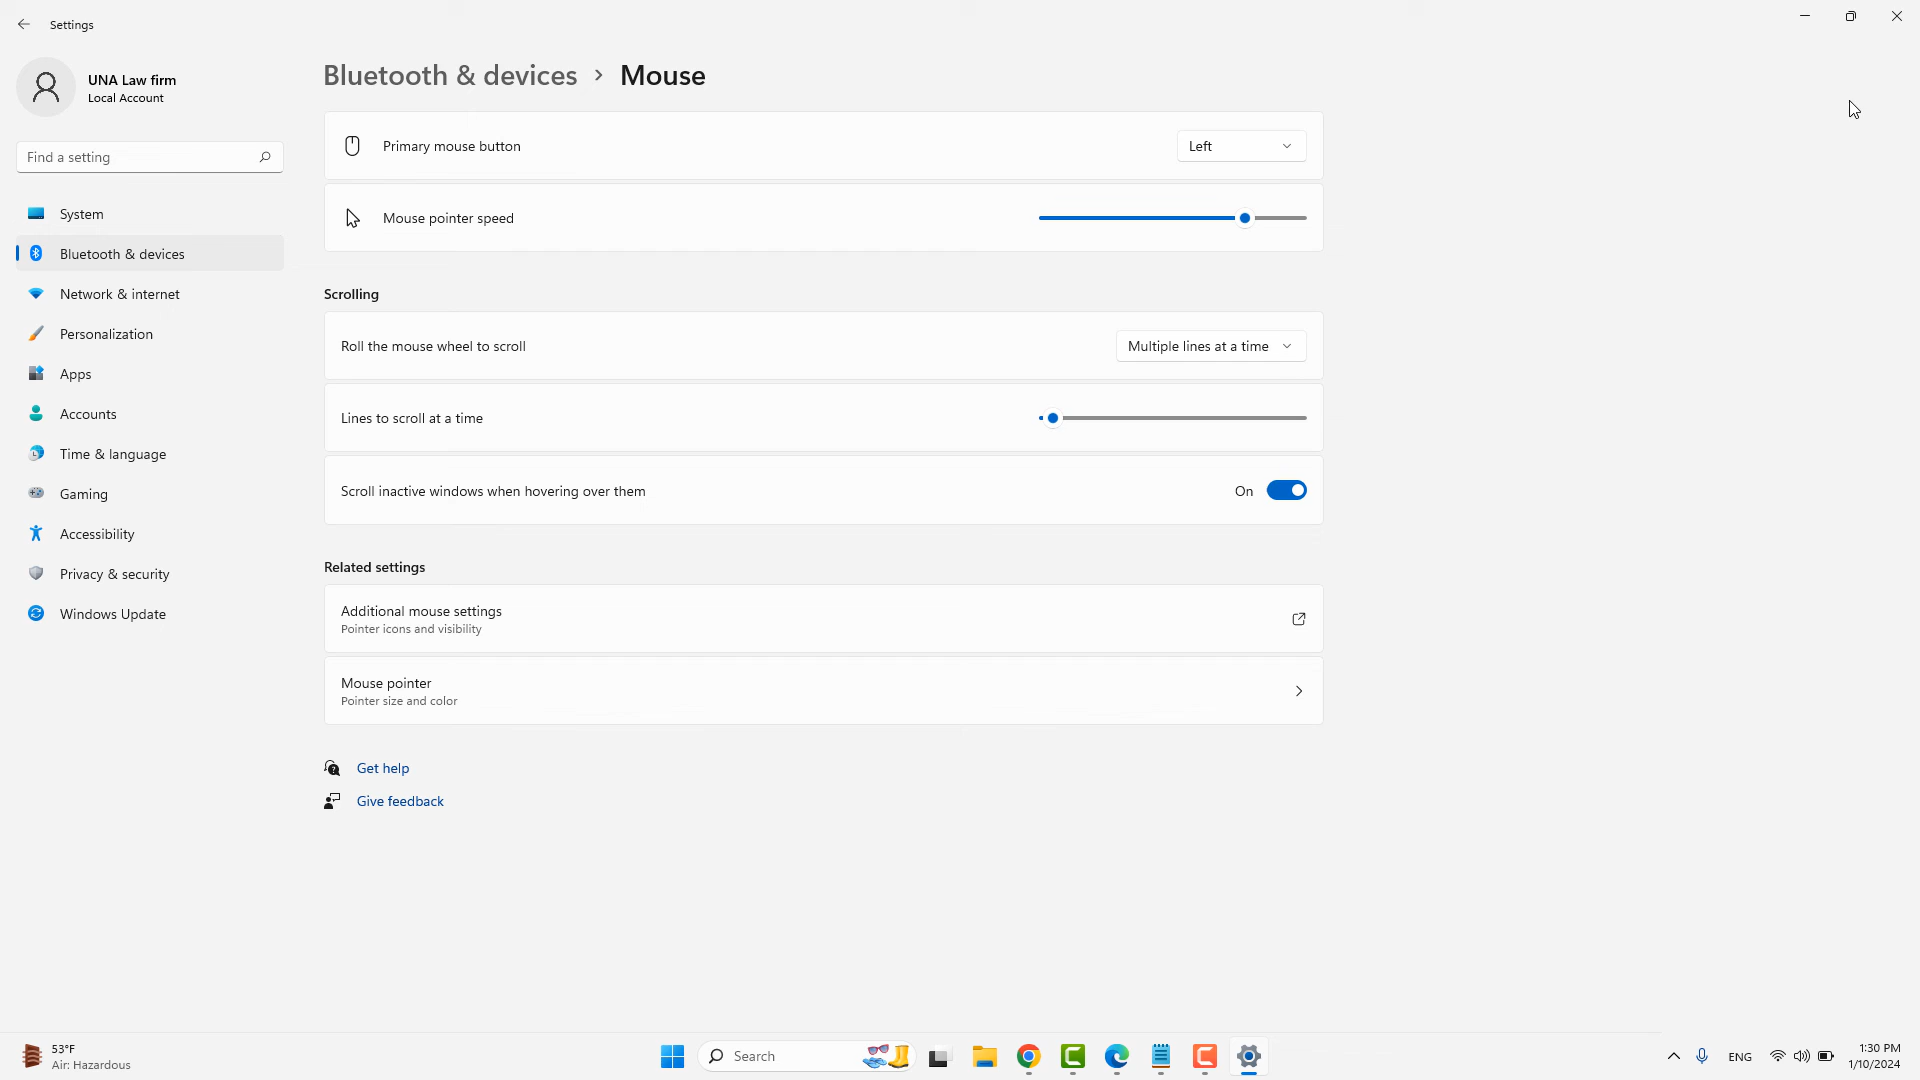 Settings
UNA Law firm
Local Account
Find a setting
System
Bluetooth & devices
Network & internet
Personalization
Apps
Accounts
Time & language
Gaming
Accessibility
Privacy & security
Windows Update
Bluetooth & devices > Mouse
Primary mouse button
Left
Mouse pointer speed
Scrolling
Roll the mouse wheel to scroll
Multiple lines at a time
Lines to scroll at a time
Scroll inactive windows when hovering over them
On
Related settings
Additional mouse settings
Pointer icons and visibility
Mouse pointer
Pointer size and color
Get help
Give feedback
53°F
Air: Hazardous
Search
ENG
1:30 PM
1/10/2024